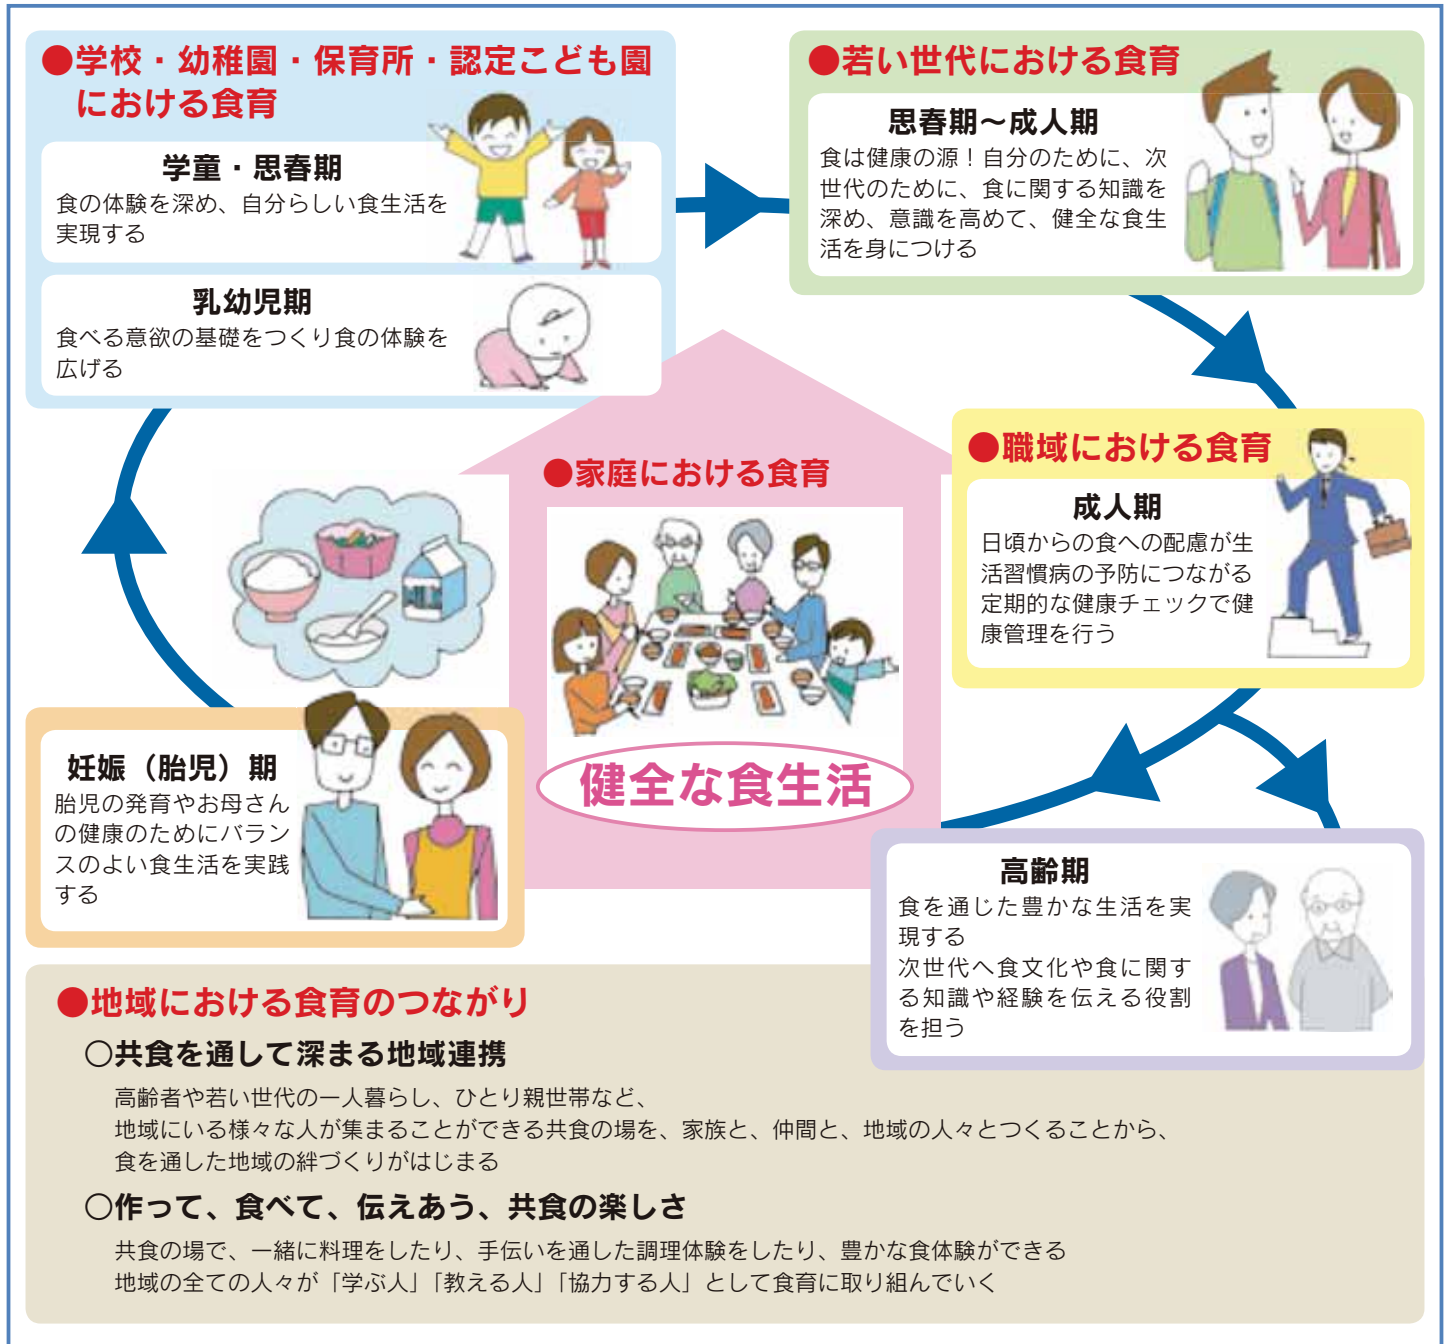 ●学校・幼稚園・保育所・認定こども園
における食育
学童・思春期
食の体験を深め、自分らしい食生活を
実現する
乳幼児期
食べる意欲の基礎をつくり食の体験を
広げる
●若い世代における食育
思春期～成人期
食は健康の源！自分のために、次
世代のために、食に関する知識を
深め、意識を高めて、健全な食生
活を身につける
●職域における食育
成人期
日頃からの食への配慮が生
活習慣病の予防につながる
定期的な健康チェックで健
康管理を行う
●家庭における食育
健全な食生活
妊娠（胎児）期
胎児の発育やお母さん
の健康のためにバラン
スのよい食生活を実践
する
高齢期
食を通じた豊かな生活を実
現する
次世代へ食文化や食に関す
る知識や経験を伝える役割
を担う
●地域における食育のつながり
○共食を通して深まる地域連携
高齢者や若い世代の一人暮らし、ひとり親世帯など、
地域にいる様々な人が集まることができる共食の場を、家族と、仲間と、地域の人々とつくることから、
食を通した地域の絆づくりがはじまる
○作って、食べて、伝えあう、共食の楽しさ
共食の場で、一緒に料理をしたり、手伝いを通した調理体験をしたり、豊かな食体験ができる
地域の全ての人々が「学ぶ人」「教える人」「協力する人」として食育に取り組んでいく